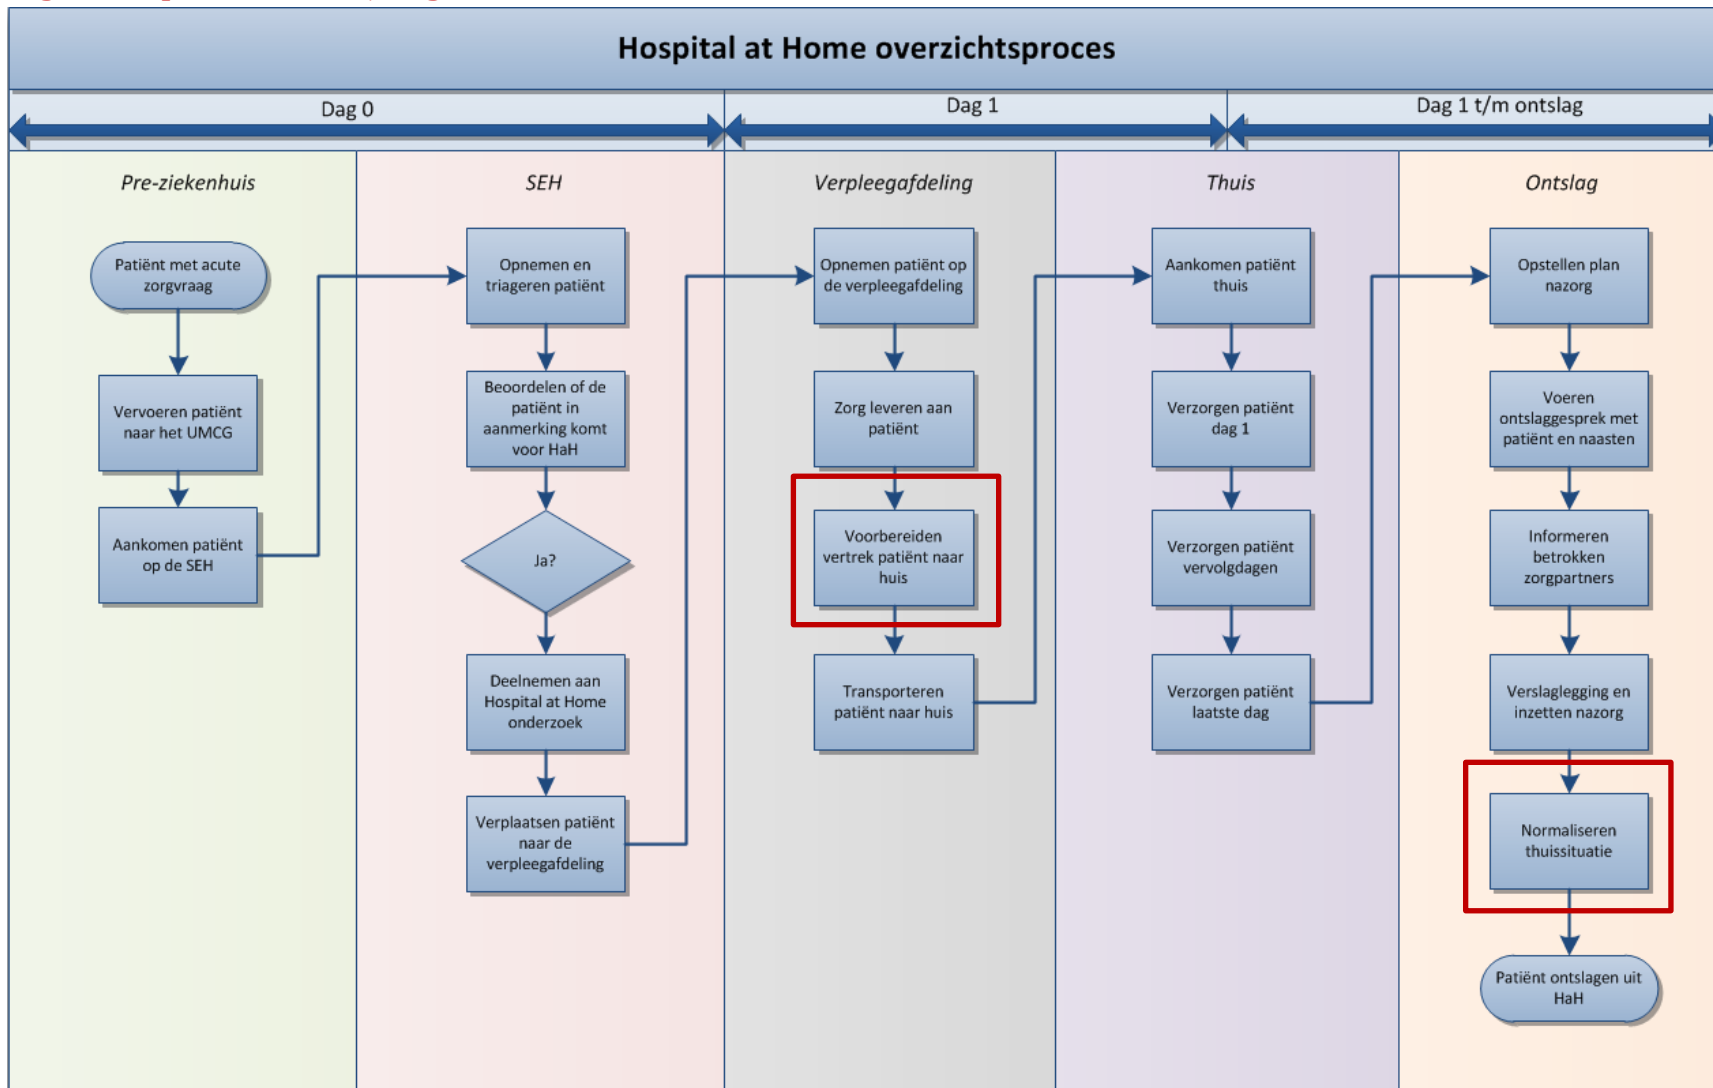 Hospital at Home overzichtsproces
Dag 0
Dag 1
Dag 1 t/m ontslag
Pre-ziekenhuis
SEH
Verpleegafdeling
Thuis
Ontslag
Patiënt met acute
zorgvraag
Vervoeren patiënt
naar het UMCG
Aankomen patiënt
op de SEH
Opnemen en
triageren patiënt
Beoordelen of de
patiënt in
aanmerking komt
voor HaH
Ja?
Deelnemen aan
Hospital at Home
onderzoek
Verplaatsen patiënt
naar de
verpleegafdeling
Opnemen patiënt op
de verpleegafdeling
Zorg leveren aan
patiënt
Voorbereiden
vertrek patiënt naar
huis
Transporteren
patiënt naar huis
Aankomen patiënt
thuis
Verzorgen patiënt
dag 1
Verzorgen patiënt
vervolgdagen
Verzorgen patiënt
laatste dag
Opstellen plan
nazorg
Voeren
ontslaggesprek met
patiënt en naasten
Informeren
betrokken
zorgpartners
Verslaglegging en
inzetten nazorg
Normaliseren
thuissituatie
Patiënt ontslagen uit
HaH